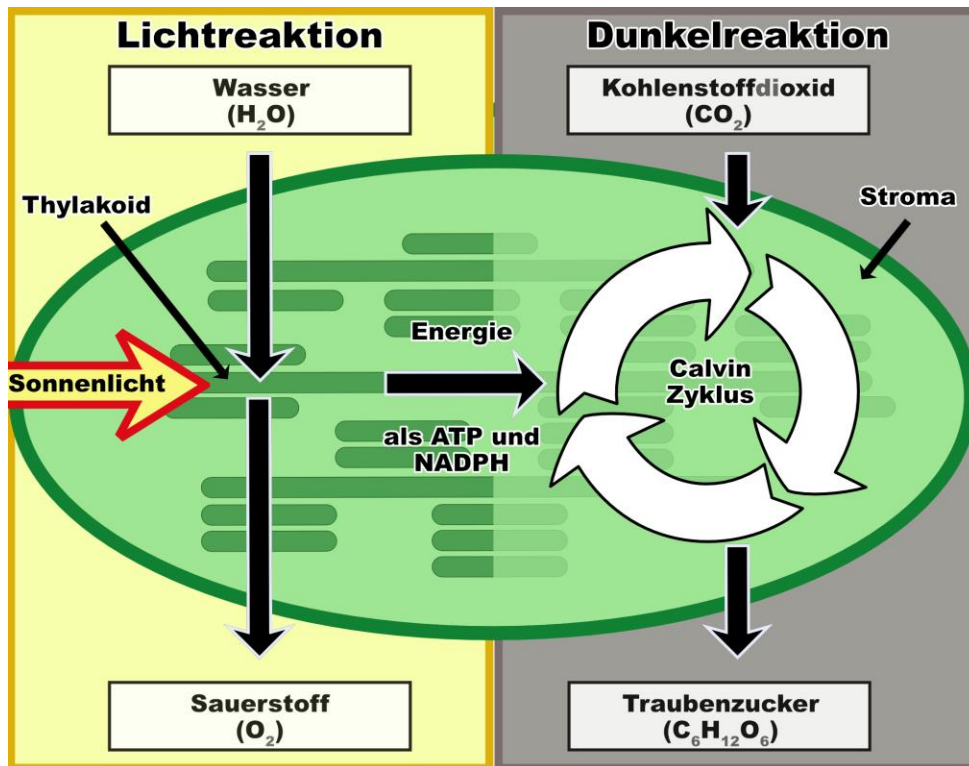 Lichtreaktion
Wasser
(H₂O)
Thylakoid
Sonnenlicht
Energie
als ATP und
NADPH
Sauerstoff
(O₂)
Dunkelreaktion
Kohlenstoffdioxid
(CO₂)
Stroma
Calvin
Zyklus
Traubenzucker
(C₆H₁₂O₆)